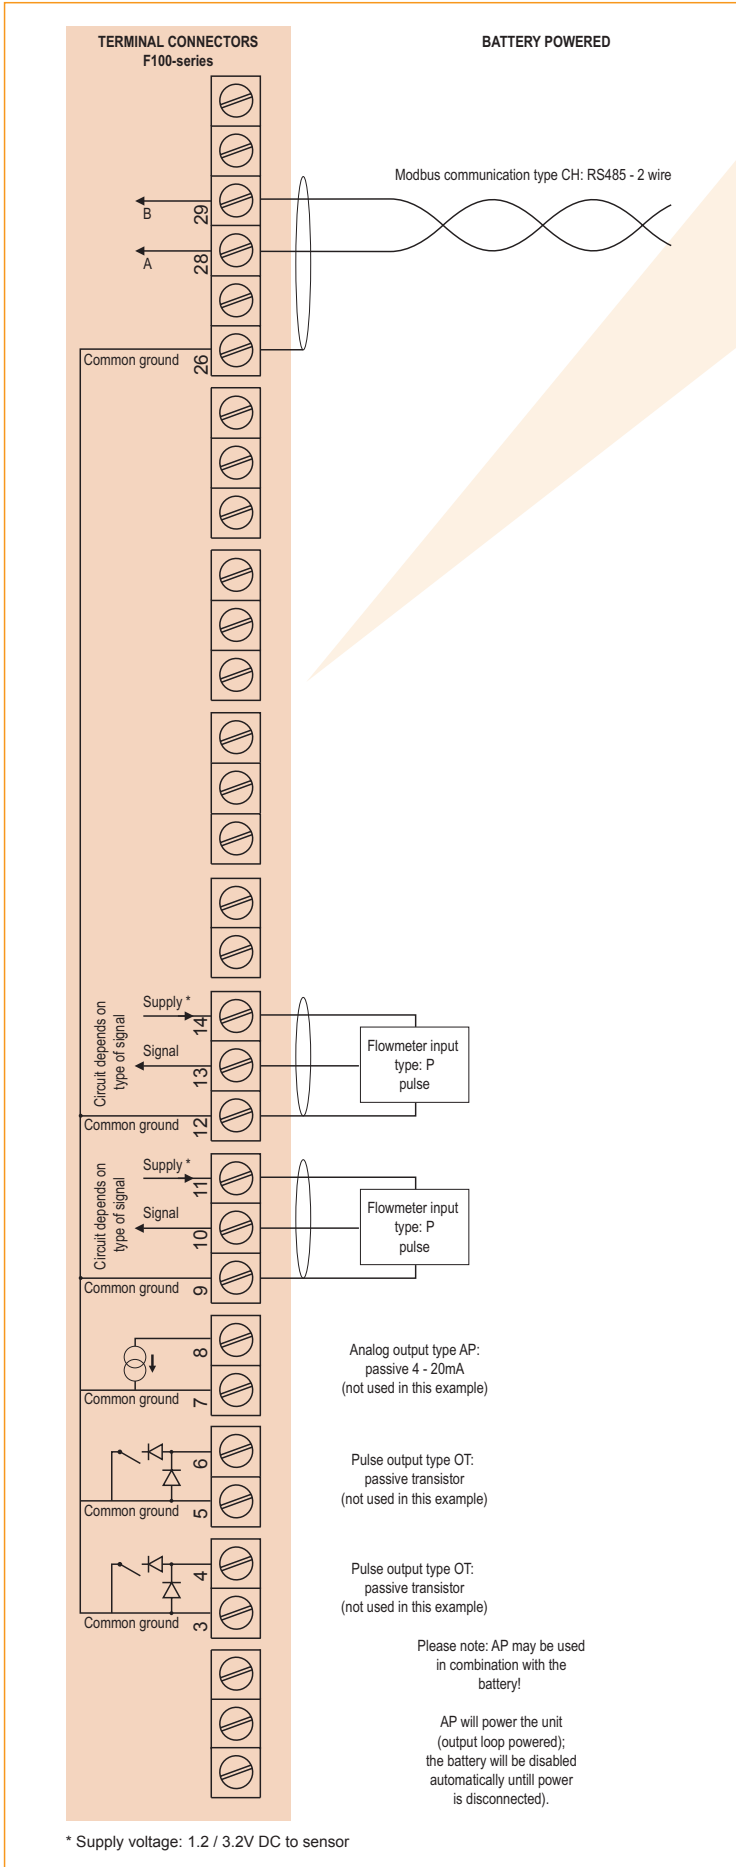 TERMINAL CONNECTORS
F100-series
BATTERY POWERED
Modbus communication type CH: RS485 - 2 wire
B
29
A
28
Common ground
26
Circuit depends on
type of signal
Supply *
14
Signal
13
Common ground
12
Flowmeter input
type: P
pulse
Circuit depends on
type of signal
Supply *
11
Signal
10
Common ground
9
Flowmeter input
type: P
pulse
8
Common ground
7
Analog output type AP:
passive 4 - 20mA
(not used in this example)
6
Common ground
5
Pulse output type OT:
passive transistor
(not used in this example)
4
Common ground
3
Pulse output type OT:
passive transistor
(not used in this example)
Please note: AP may be used
in combination with the
battery!
AP will power the unit
(output loop powered);
the battery will be disabled
automatically untill power
is disconnected).
* Supply voltage: 1.2 / 3.2V DC to sensor